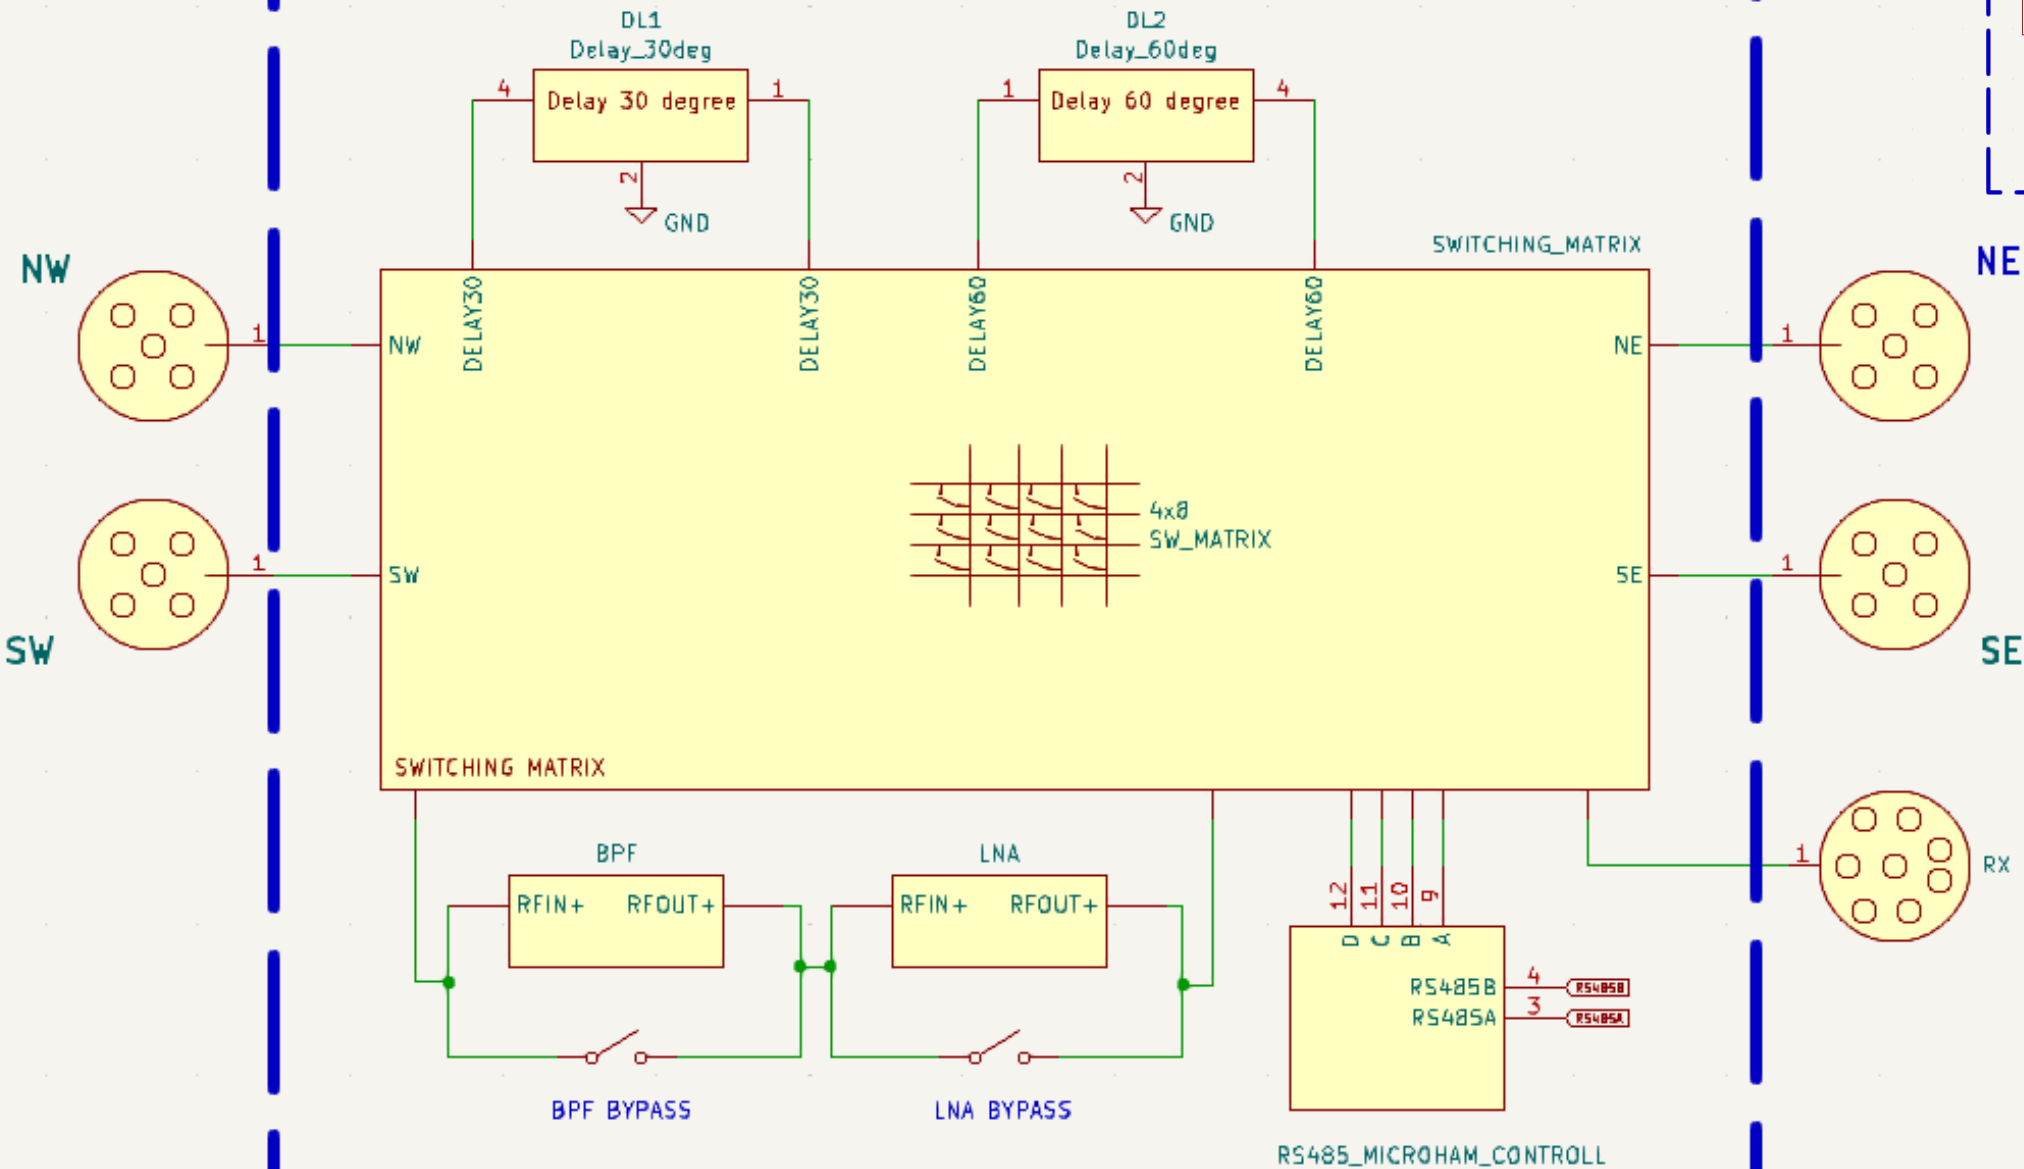 DL1
Delay_30deg
4
Delay 30 degree
1
2
GND
DL2
Delay_60deg
1
Delay 60 degree
4
2
GND
SWITCHING_MATRIX
NW
1
NW
DELAY30
DELAY30
DELAY60
DELAY60
NE
1
NE
4x8
SW_MATRIX
1
SW
SW
SE
1
SE
SWITCHING MATRIX
BPF
RFIN+
RFOUT+
LNA
RFIN+
RFOUT+
BPF BYPASS
LNA BYPASS
12
11
10
9
D
C
B
A
RS485B
4
RS485B
RS485A
3
RS485A
RS485_MICROHAM_CONTROLL
1
RX